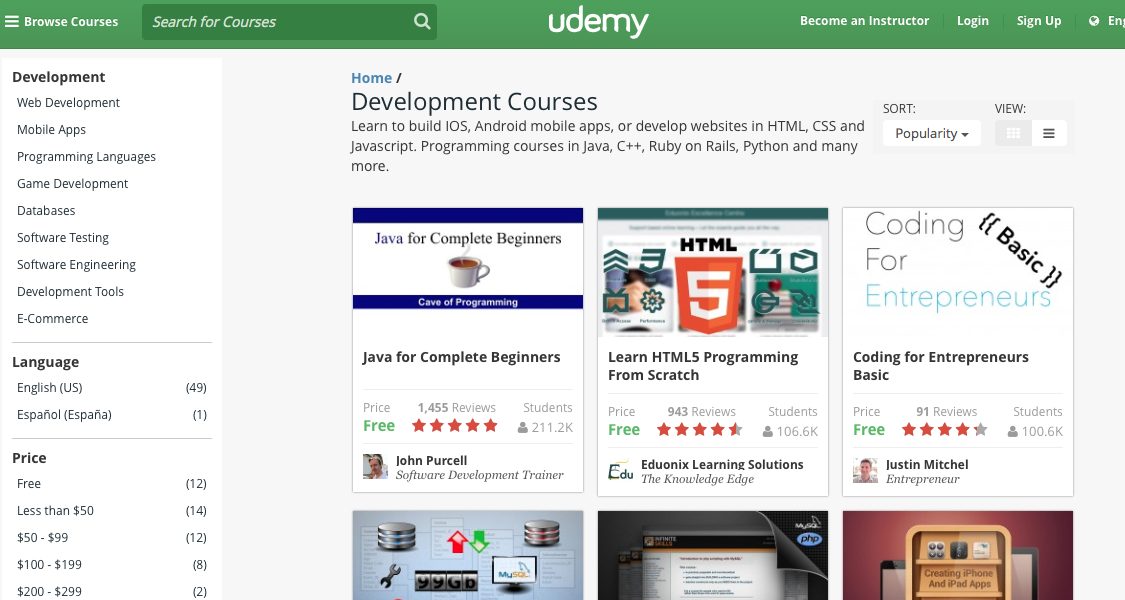 Browse Courses
Search for Courses
udemy
Become an Instructor
Login
Sign Up
Development
Web Development
Mobile Apps
Programming Languages
Game Development
Databases
Software Testing
Software Engineering
Development Tools
E-Commerce
Language
English (US) (49)
Español (España) (1)
Price
Free (12)
Less than $50 (14)
$50 - $99 (12)
$100 - $199 (8)
$200 - $299 (2)
Home /
Development Courses
Learn to build IOS, Android mobile apps, or develop websites in HTML, CSS and
Javascript. Programming courses in Java, C++, Ruby on Rails, Python and many
more.
SORT:
Popularity
VIEW:
Java for Complete Beginners
Cave of Programming
Java for Complete Beginners
Price 1,455 Reviews Students
Free 211.2K
John Purcell
Software Development Trainer
Eduonix Excellence Centre
HTML
5
Performance
Learn HTML5 Programming
From Scratch
Price 943 Reviews Students
Free 106.6K
Edu
Eduonix Learning Solutions
The Knowledge Edge
Coding
For
Entrepreneurs
{{ Basic }}
Coding for Entrepreneurs
Basic
Price 91 Reviews Students
Free 100.6K
Justin Mitchel
Entrepreneur
99Gb
MySQL
INFINITE
SKILLS
MySQL
php
Creating iPhone
And iPad Apps